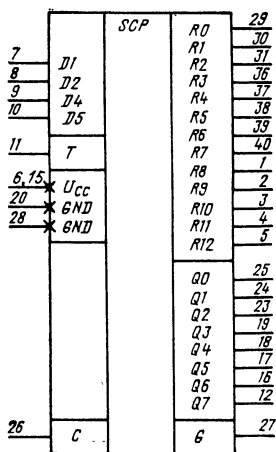 SCP
7 D1
8 D2
9 D4
10 D5
11 T
6,15 UCC
20 GND
28 GND
26 C
R0 29
R1 30
R2 31
R3 36
R4 37
R5 38
R6 39
R7 40
R8 1
R9 2
R10 3
R11 4
R12 5
Q0 25
Q1 24
Q2 23
Q3 19
Q4 18
Q5 17
Q6 16
Q7 12
G 27